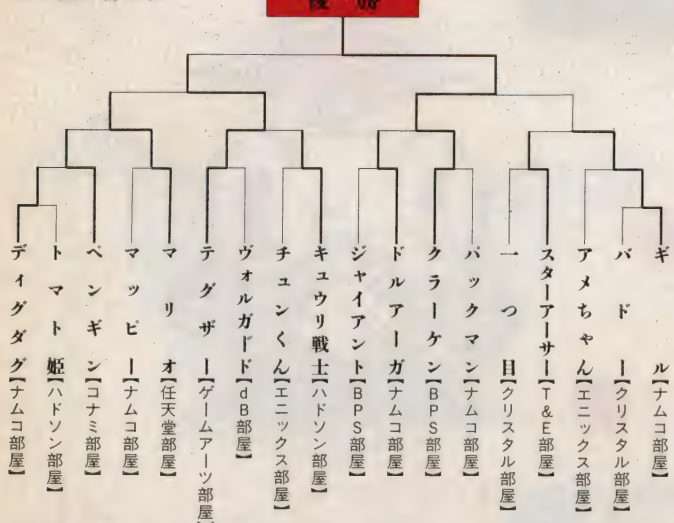 優勝
ディグダグ【ナムコ部屋】
トマト姫【ハドソン部屋】
ペンギン【コナミ部屋】
マッピー【ナムコ部屋】
マリオ【任天堂部屋】
テグザー【ゲームアーツ部屋】
ヴォルガード【dB部屋】
チュンくん【エニックス部屋】
キュウリ戦士【ハドソン部屋】
ジャイアント【BPS部屋】
ドルアーガ【ナムコ部屋】
クラーケン【BPS部屋】
パックマン【ナムコ部屋】
一つ目【クリスタル部屋】
スターアーサー【T&E部屋】
アメちゃん【エニックス部屋】
バドー【クリスタル部屋】
ギル【ナムコ部屋】